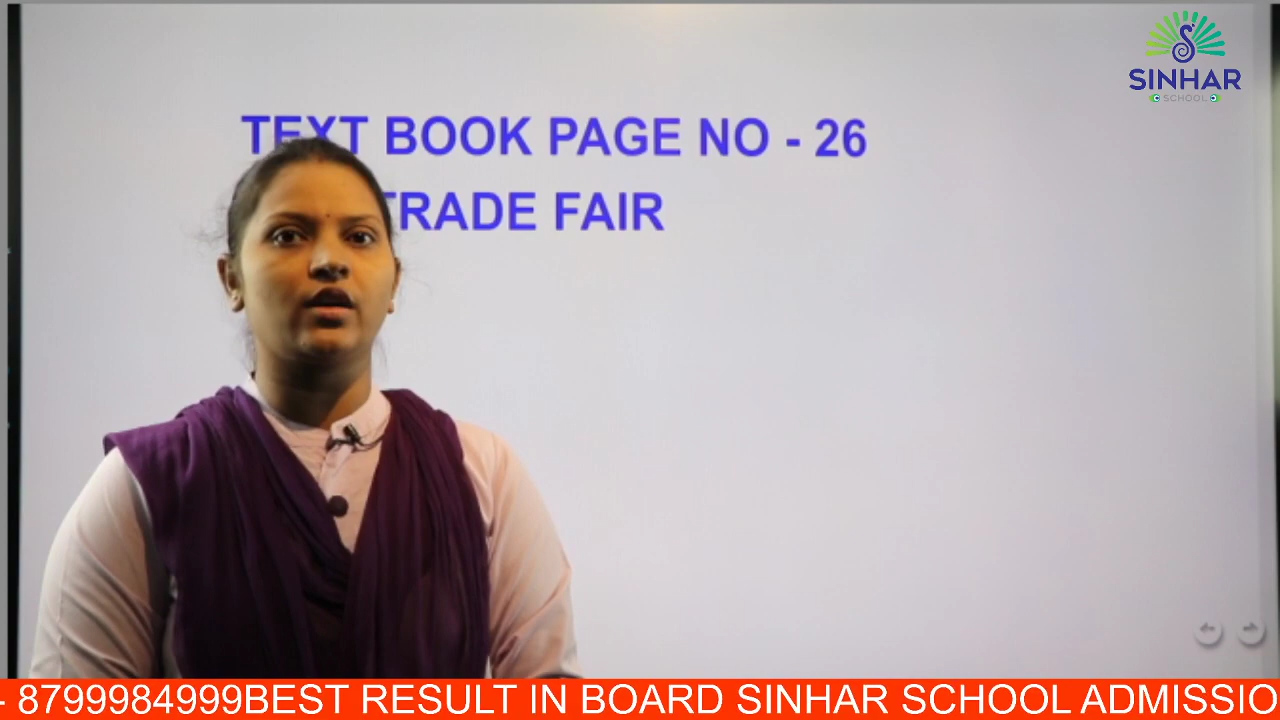 SINHAR
SCHOOL
TEXT BOOK PAGE NO - 26
TRADE FAIR
- 8799984999BEST RESULT IN BOARD SINHAR SCHOOL ADMISSIO